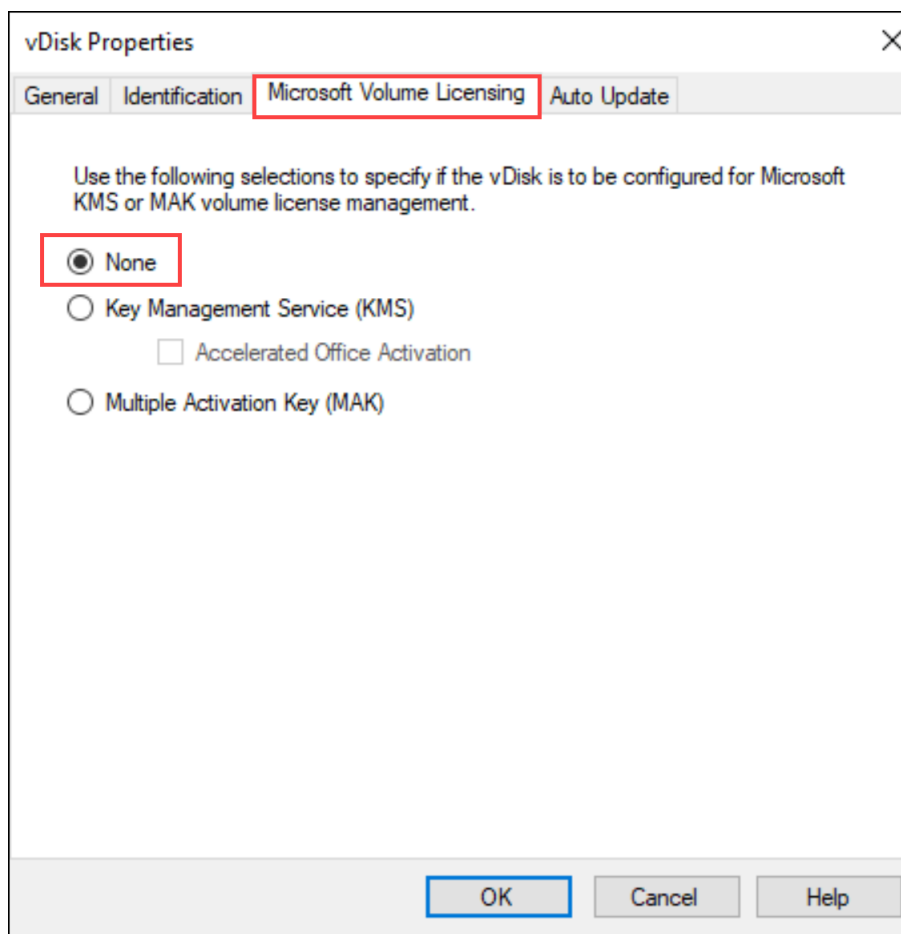 vDisk Properties
General Identification Microsoft Volume Licensing Auto Update
Use the following selections to specify if the vDisk is to be configured for Microsoft
KMS or MAK volume license management.
None
Key Management Service (KMS)
Accelerated Office Activation
Multiple Activation Key (MAK)
OK Cancel Help